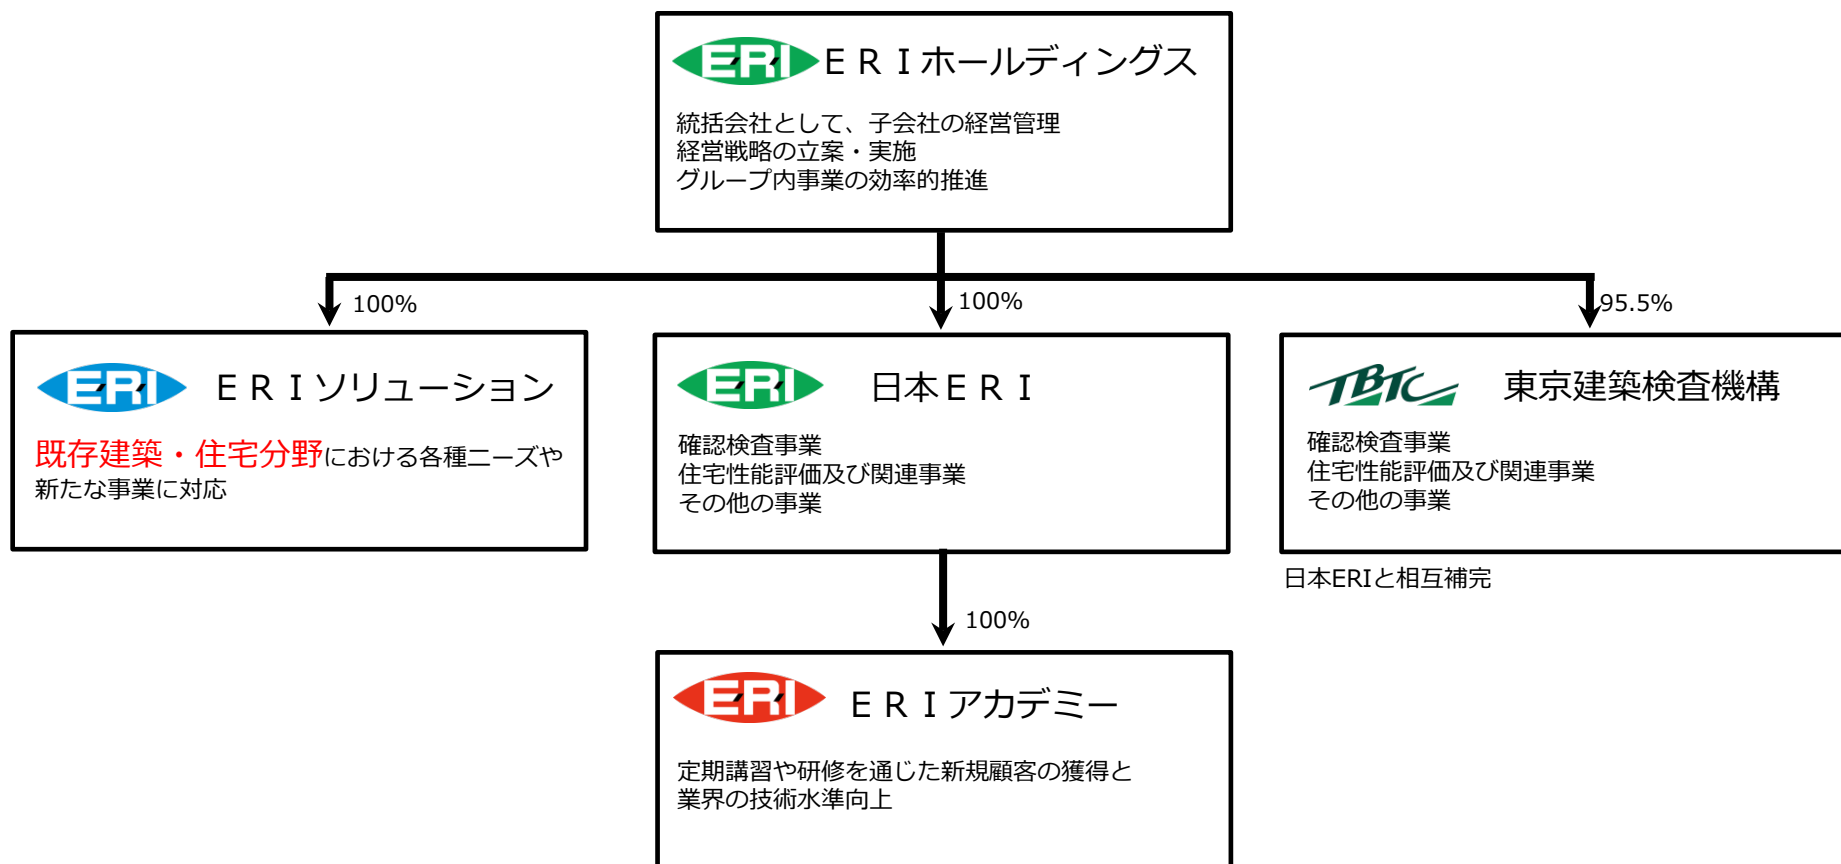 ERI ＥＲＩホールディングス
統括会社として、子会社の経営管理
経営戦略の立案・実施
グループ内事業の効率的推進
100%
100%
95.5%
ERI ＥＲＩソリューション
既存建築・住宅分野における各種ニーズや
新たな事業に対応
ERI 日本ＥＲＩ
確認検査事業
住宅性能評価及び関連事業
その他の事業
TBTC 東京建築検査機構
確認検査事業
住宅性能評価及び関連事業
その他の事業
日本ERIと相互補完
100%
ERI ＥＲＩアカデミー
定期講習や研修を通じた新規顧客の獲得と
業界の技術水準向上